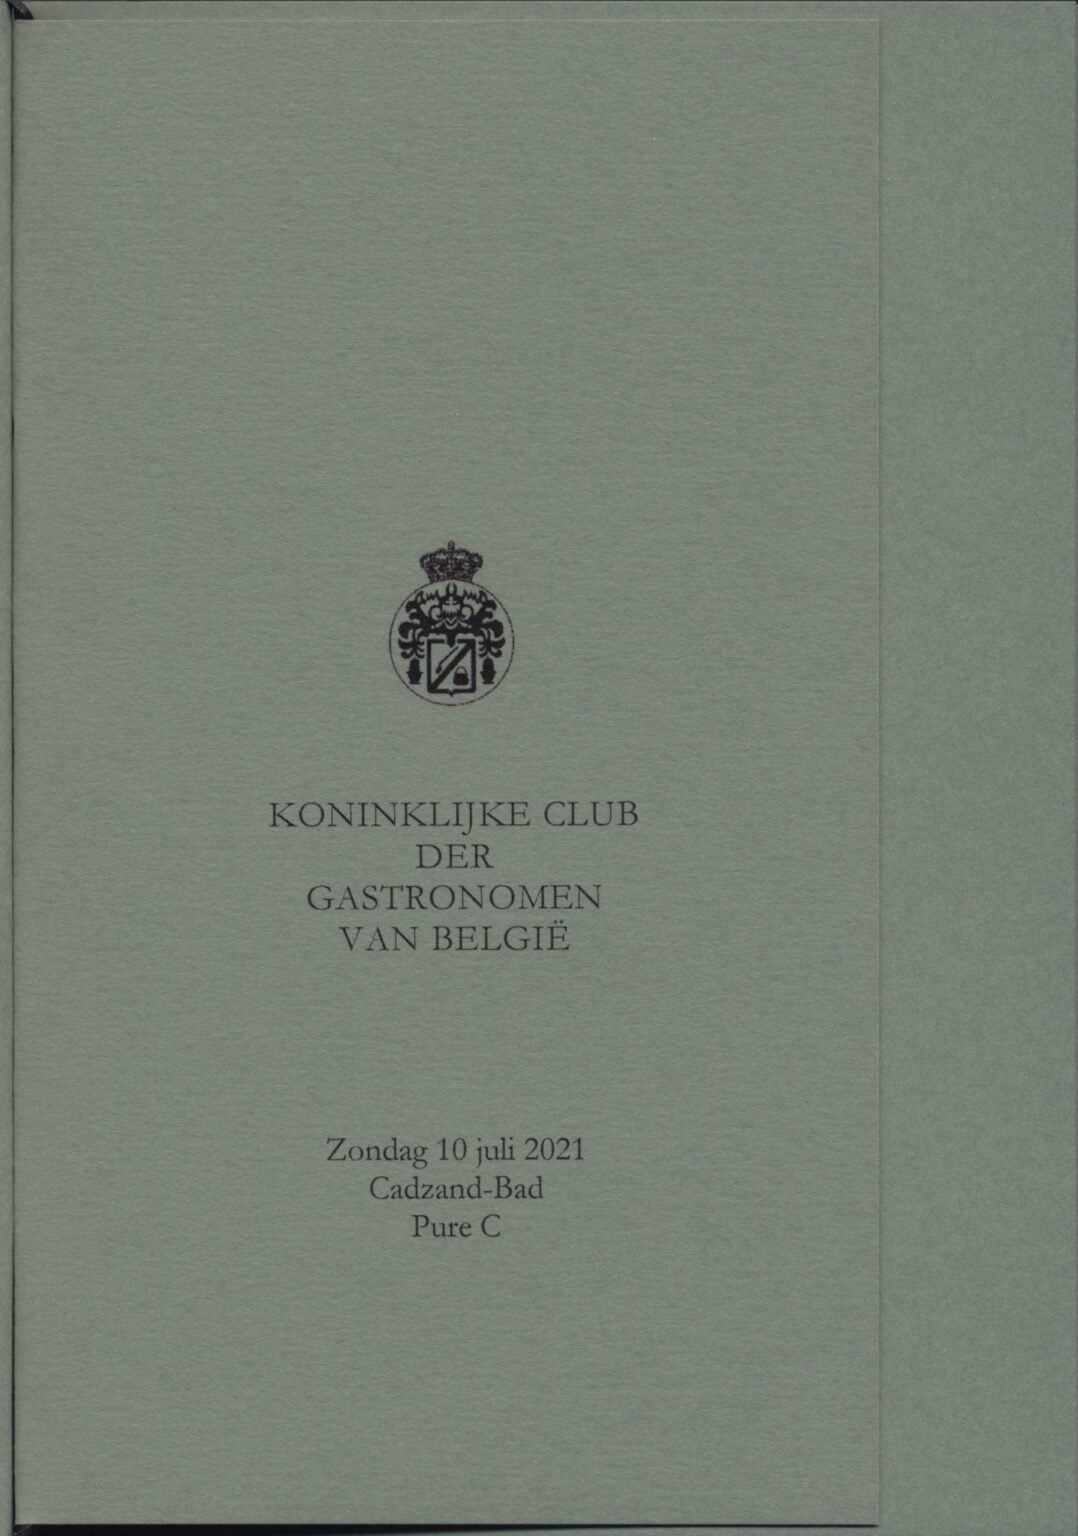 KONINKLIJKE CLUB
DER
GASTRONOMEN
VAN BELGIË
Zondag 10 juli 2021
Cadzand-Bad
Pure C